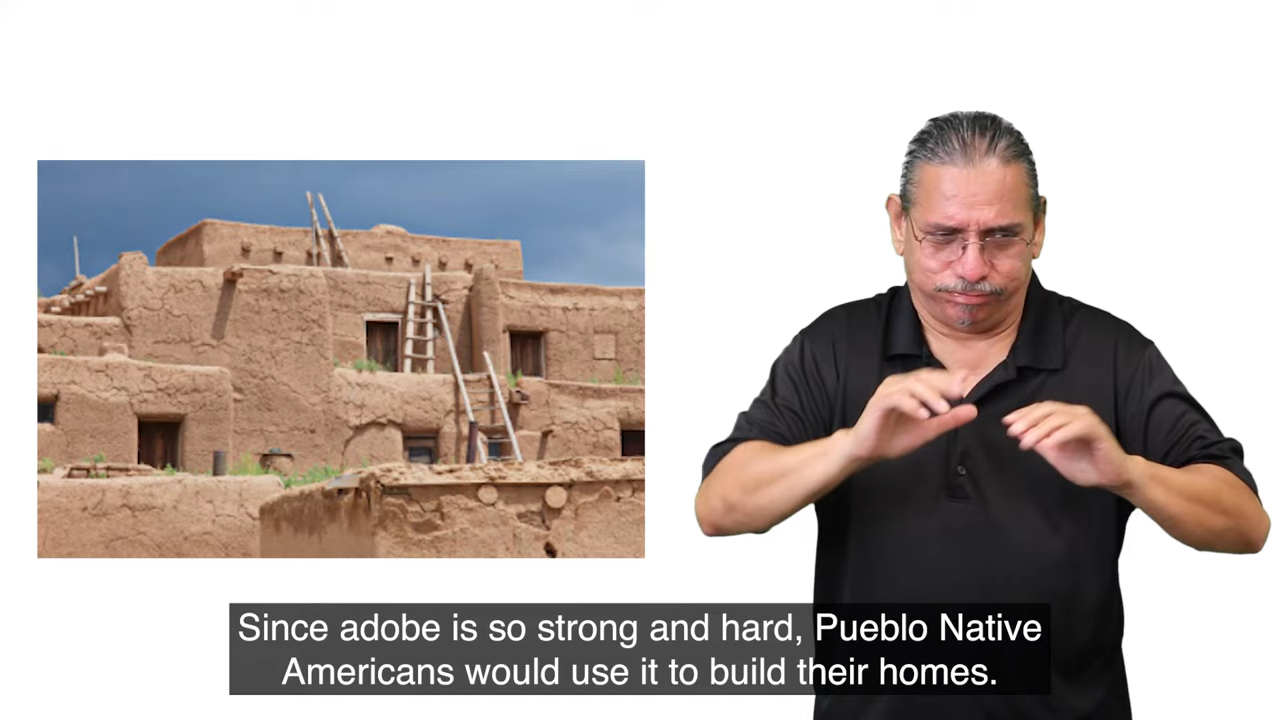 Since adobe is so strong and hard, Pueblo Native
Americans would use it to build their homes.